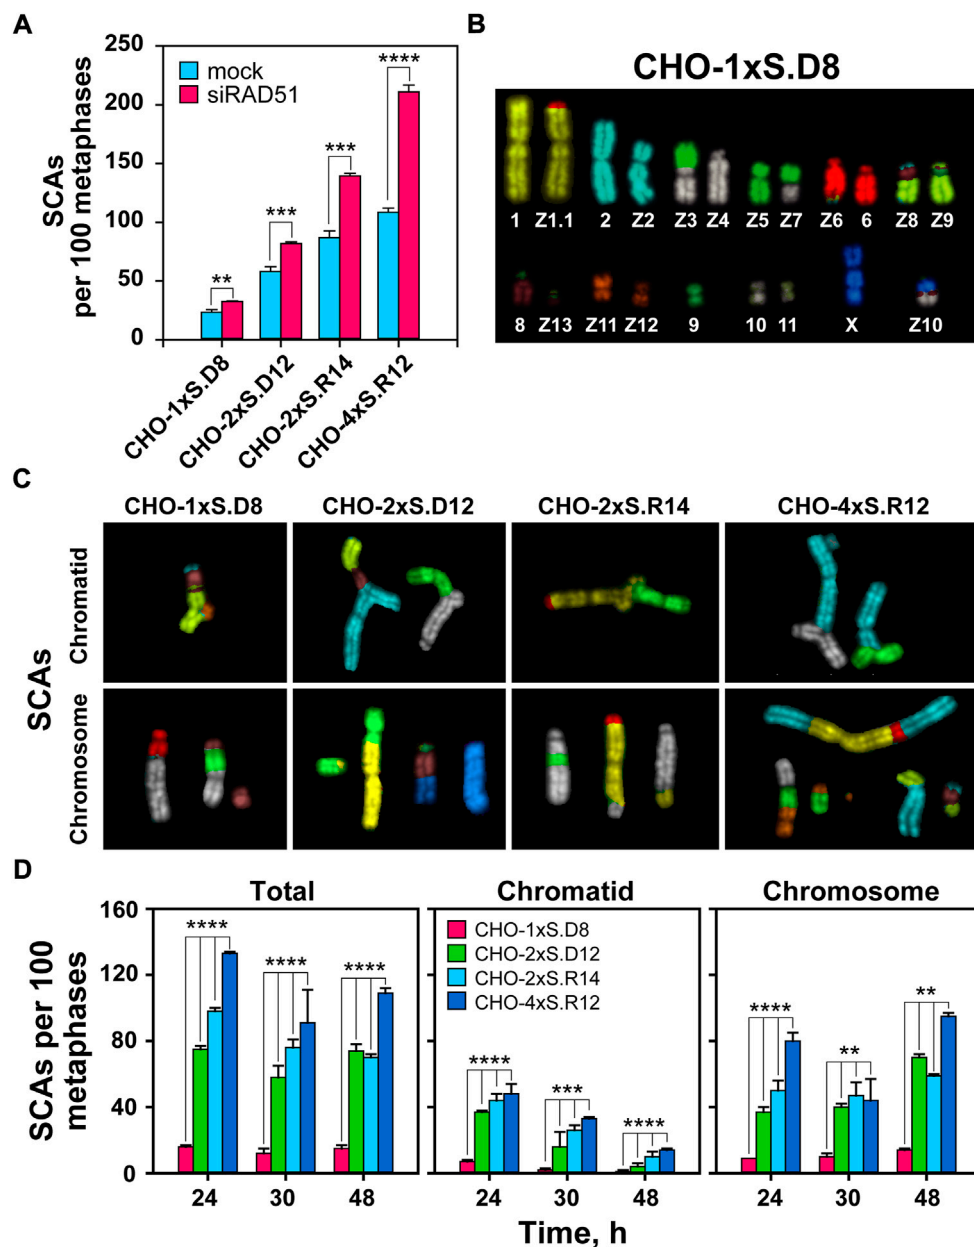 A
250
200
150
100
50
0
SCAs
per 100 metaphases
mock
siRAD51
**
***
***
****
CHO-1xS.D8
CHO-2xS.D12
CHO-2xS.R14
CHO-4xS.R12
B
CHO-1xS.D8
1 Z1.1 2 Z2 Z3 Z4 Z5 Z7 Z6 6 Z8 Z9
8 Z13 Z11 Z12 9 10 11 X Z10
C
CHO-1xS.D8 CHO-2xS.D12 CHO-2xS.R14 CHO-4xS.R12
SCAs
Chromatid
Chromosome
D
Total Chromatid Chromosome
SCAs per 100
metaphases
160
120
80
40
0
CHO-1xS.D8
CHO-2xS.D12
CHO-2xS.R14
CHO-4xS.R12
**** **** ****
**** *** ****
**** ** **
24 30 48 24 30 48 24 30 48
Time, h